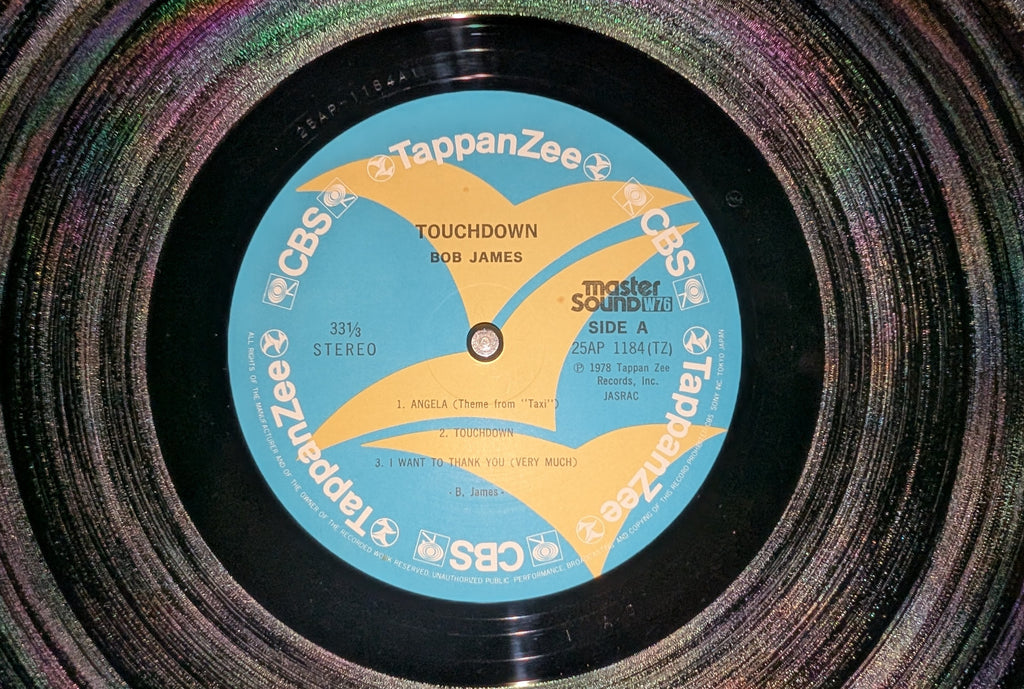 25AP-1184A1
TappanZee
CBS
CBS
TOUCHDOWN
BOB JAMES
master
Sound W76
33⅓
STEREO
SIDE A
25AP 1184(TZ)
Ⓟ 1978 Tappan Zee
Records, Inc.
JASRAC
1. ANGELA (Theme from "Taxi")
2. TOUCHDOWN
3. I WANT TO THANK YOU (VERY MUCH)
· B. James ·
TappanZee
TappanZee
CBS
ALL RIGHTS OF THE MANUFACTURER AND OF THE OWNER OF THE RECORDED WORK RESERVED. UNAUTHORIZED PUBLIC PERFORMANCE, BROADCASTING AND COPYING OF THIS RECORD PROHIBITED. CBS SONY INC. TOKYO JAPAN